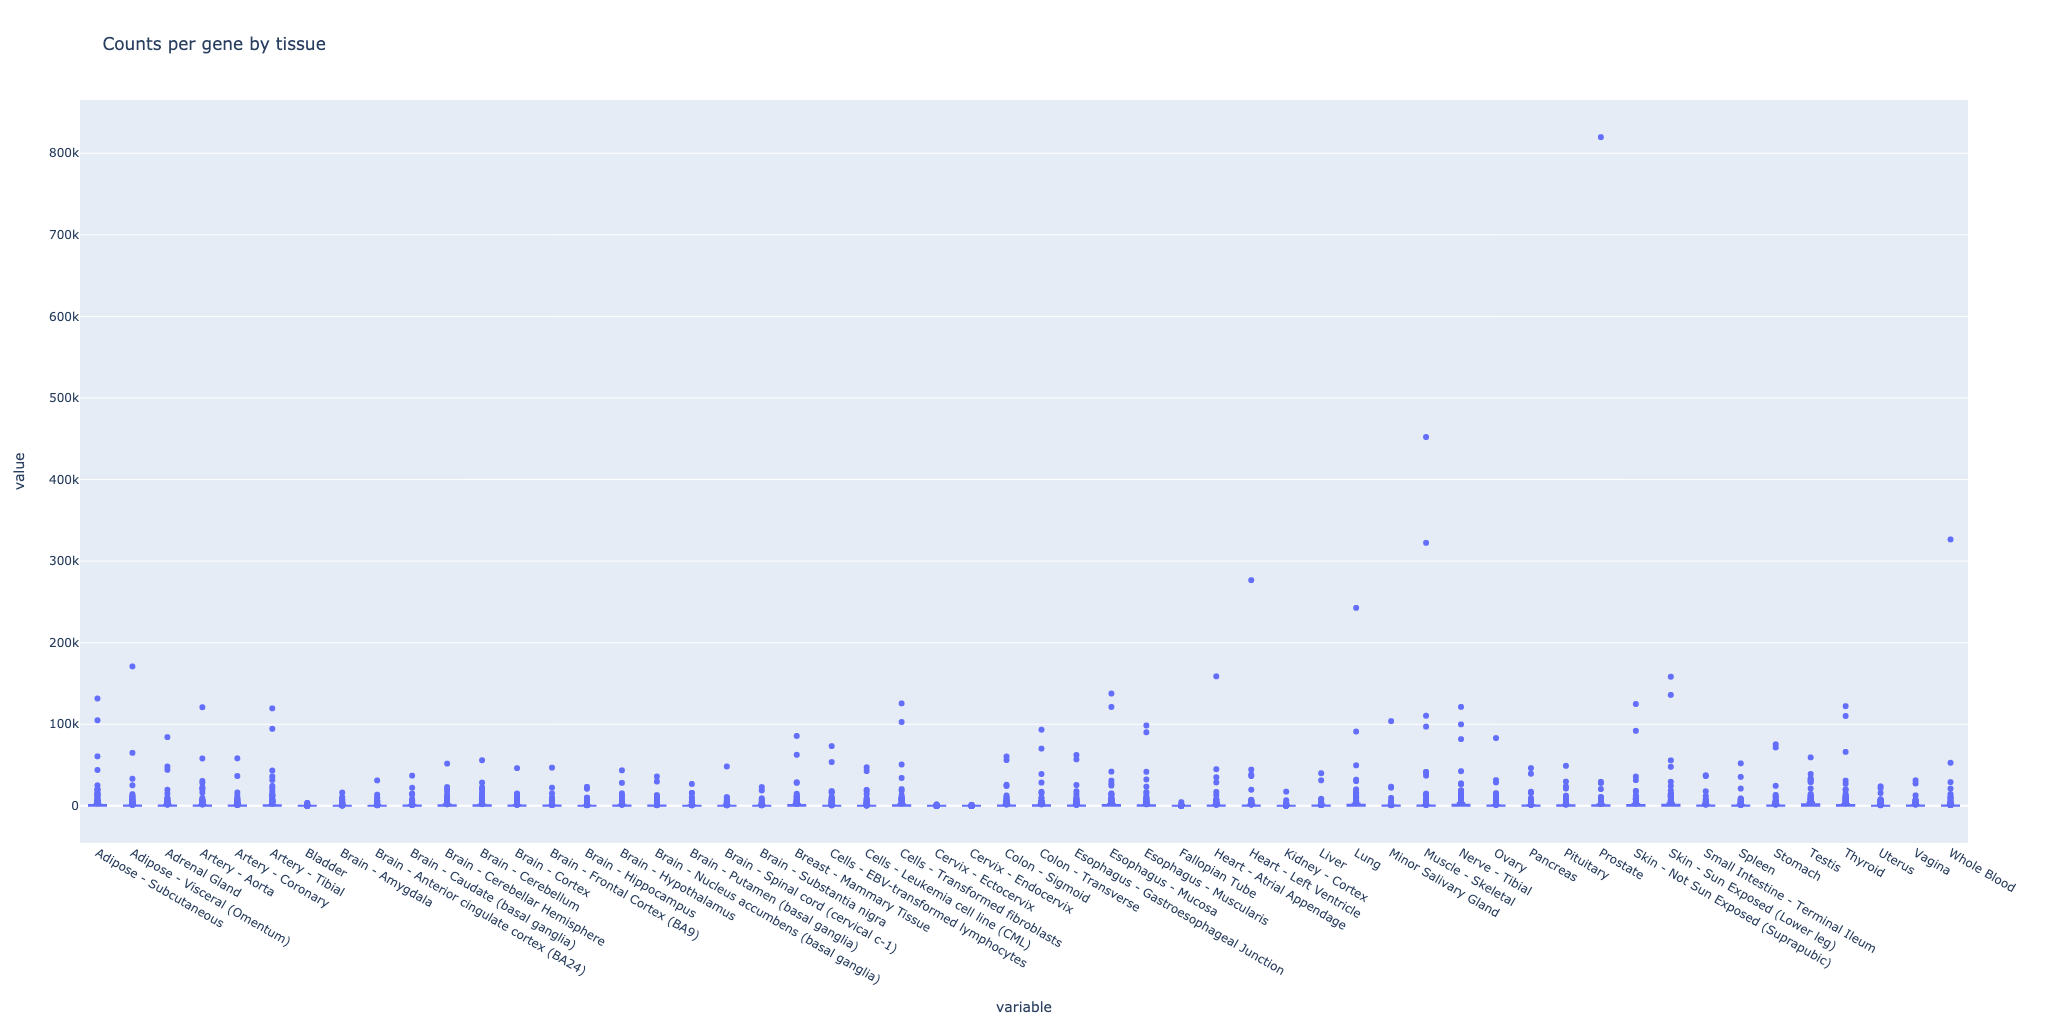 Counts per gene by tissue
800k
700k
600k
500k
400k
300k
200k
100k
0
value
Adipose - Subcutaneous
Adipose - Visceral (Omentum)
Adrenal Gland
Artery - Aorta
Artery - Coronary
Artery - Tibial
Bladder
Brain - Amygdala
Brain - Anterior cingulate cortex (BA24)
Brain - Caudate (basal ganglia)
Brain - Cerebellar Hemisphere
Brain - Cerebellum
Brain - Cortex
Brain - Frontal Cortex (BA9)
Brain - Hippocampus
Brain - Hypothalamus
Brain - Nucleus accumbens (basal ganglia)
Brain - Putamen (basal ganglia)
Brain - Spinal cord (cervical c-1)
Brain - Substantia nigra
Breast - Mammary Tissue
Cells - EBV-transformed lymphocytes
Cells - Leukemia cell line (CML)
Cells - Transformed fibroblasts
Cervix - Ectocervix
Cervix - Endocervix
Colon - Sigmoid
Colon - Transverse
Esophagus - Gastroesophageal Junction
Esophagus - Mucosa
Esophagus - Muscularis
Fallopian Tube
Heart - Atrial Appendage
Heart - Left Ventricle
Kidney - Cortex
Liver
Lung
Minor Salivary Gland
Muscle - Skeletal
Nerve - Tibial
Ovary
Pancreas
Pituitary
Prostate
Skin - Not Sun Exposed (Suprapubic)
Skin - Sun Exposed (Lower leg)
Small Intestine - Terminal Ileum
Spleen
Stomach
Testis
Thyroid
Uterus
Vagina
Whole Blood
variable